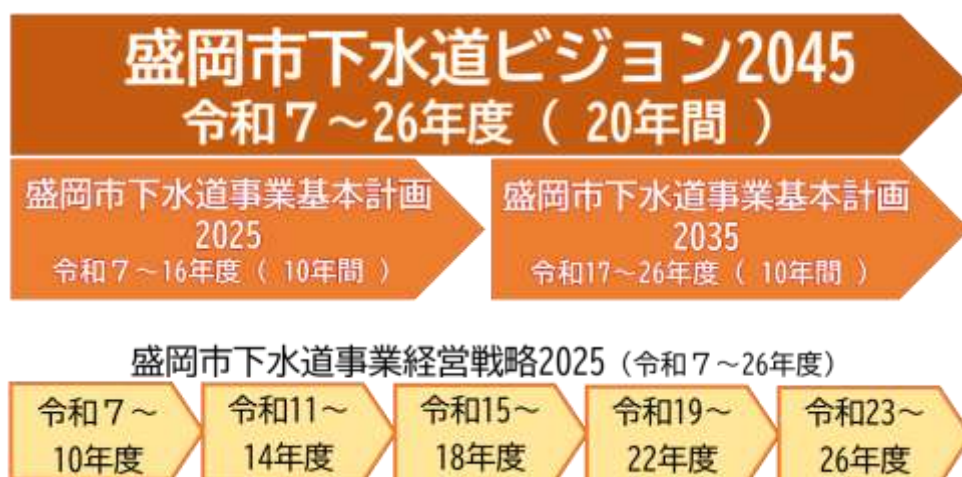 盛岡市下水道ビジョン2045
令和７～26年度（ 20年間 ）
盛岡市下水道事業基本計画
2025
令和７～16年度（ 10年間 ）
盛岡市下水道事業基本計画
2035
令和17～26年度（ 10年間 ）
盛岡市下水道事業経営戦略2025（令和７～26年度）
令和７～
10年度
令和11～
14年度
令和15～
18年度
令和19～
22年度
令和23～
26年度